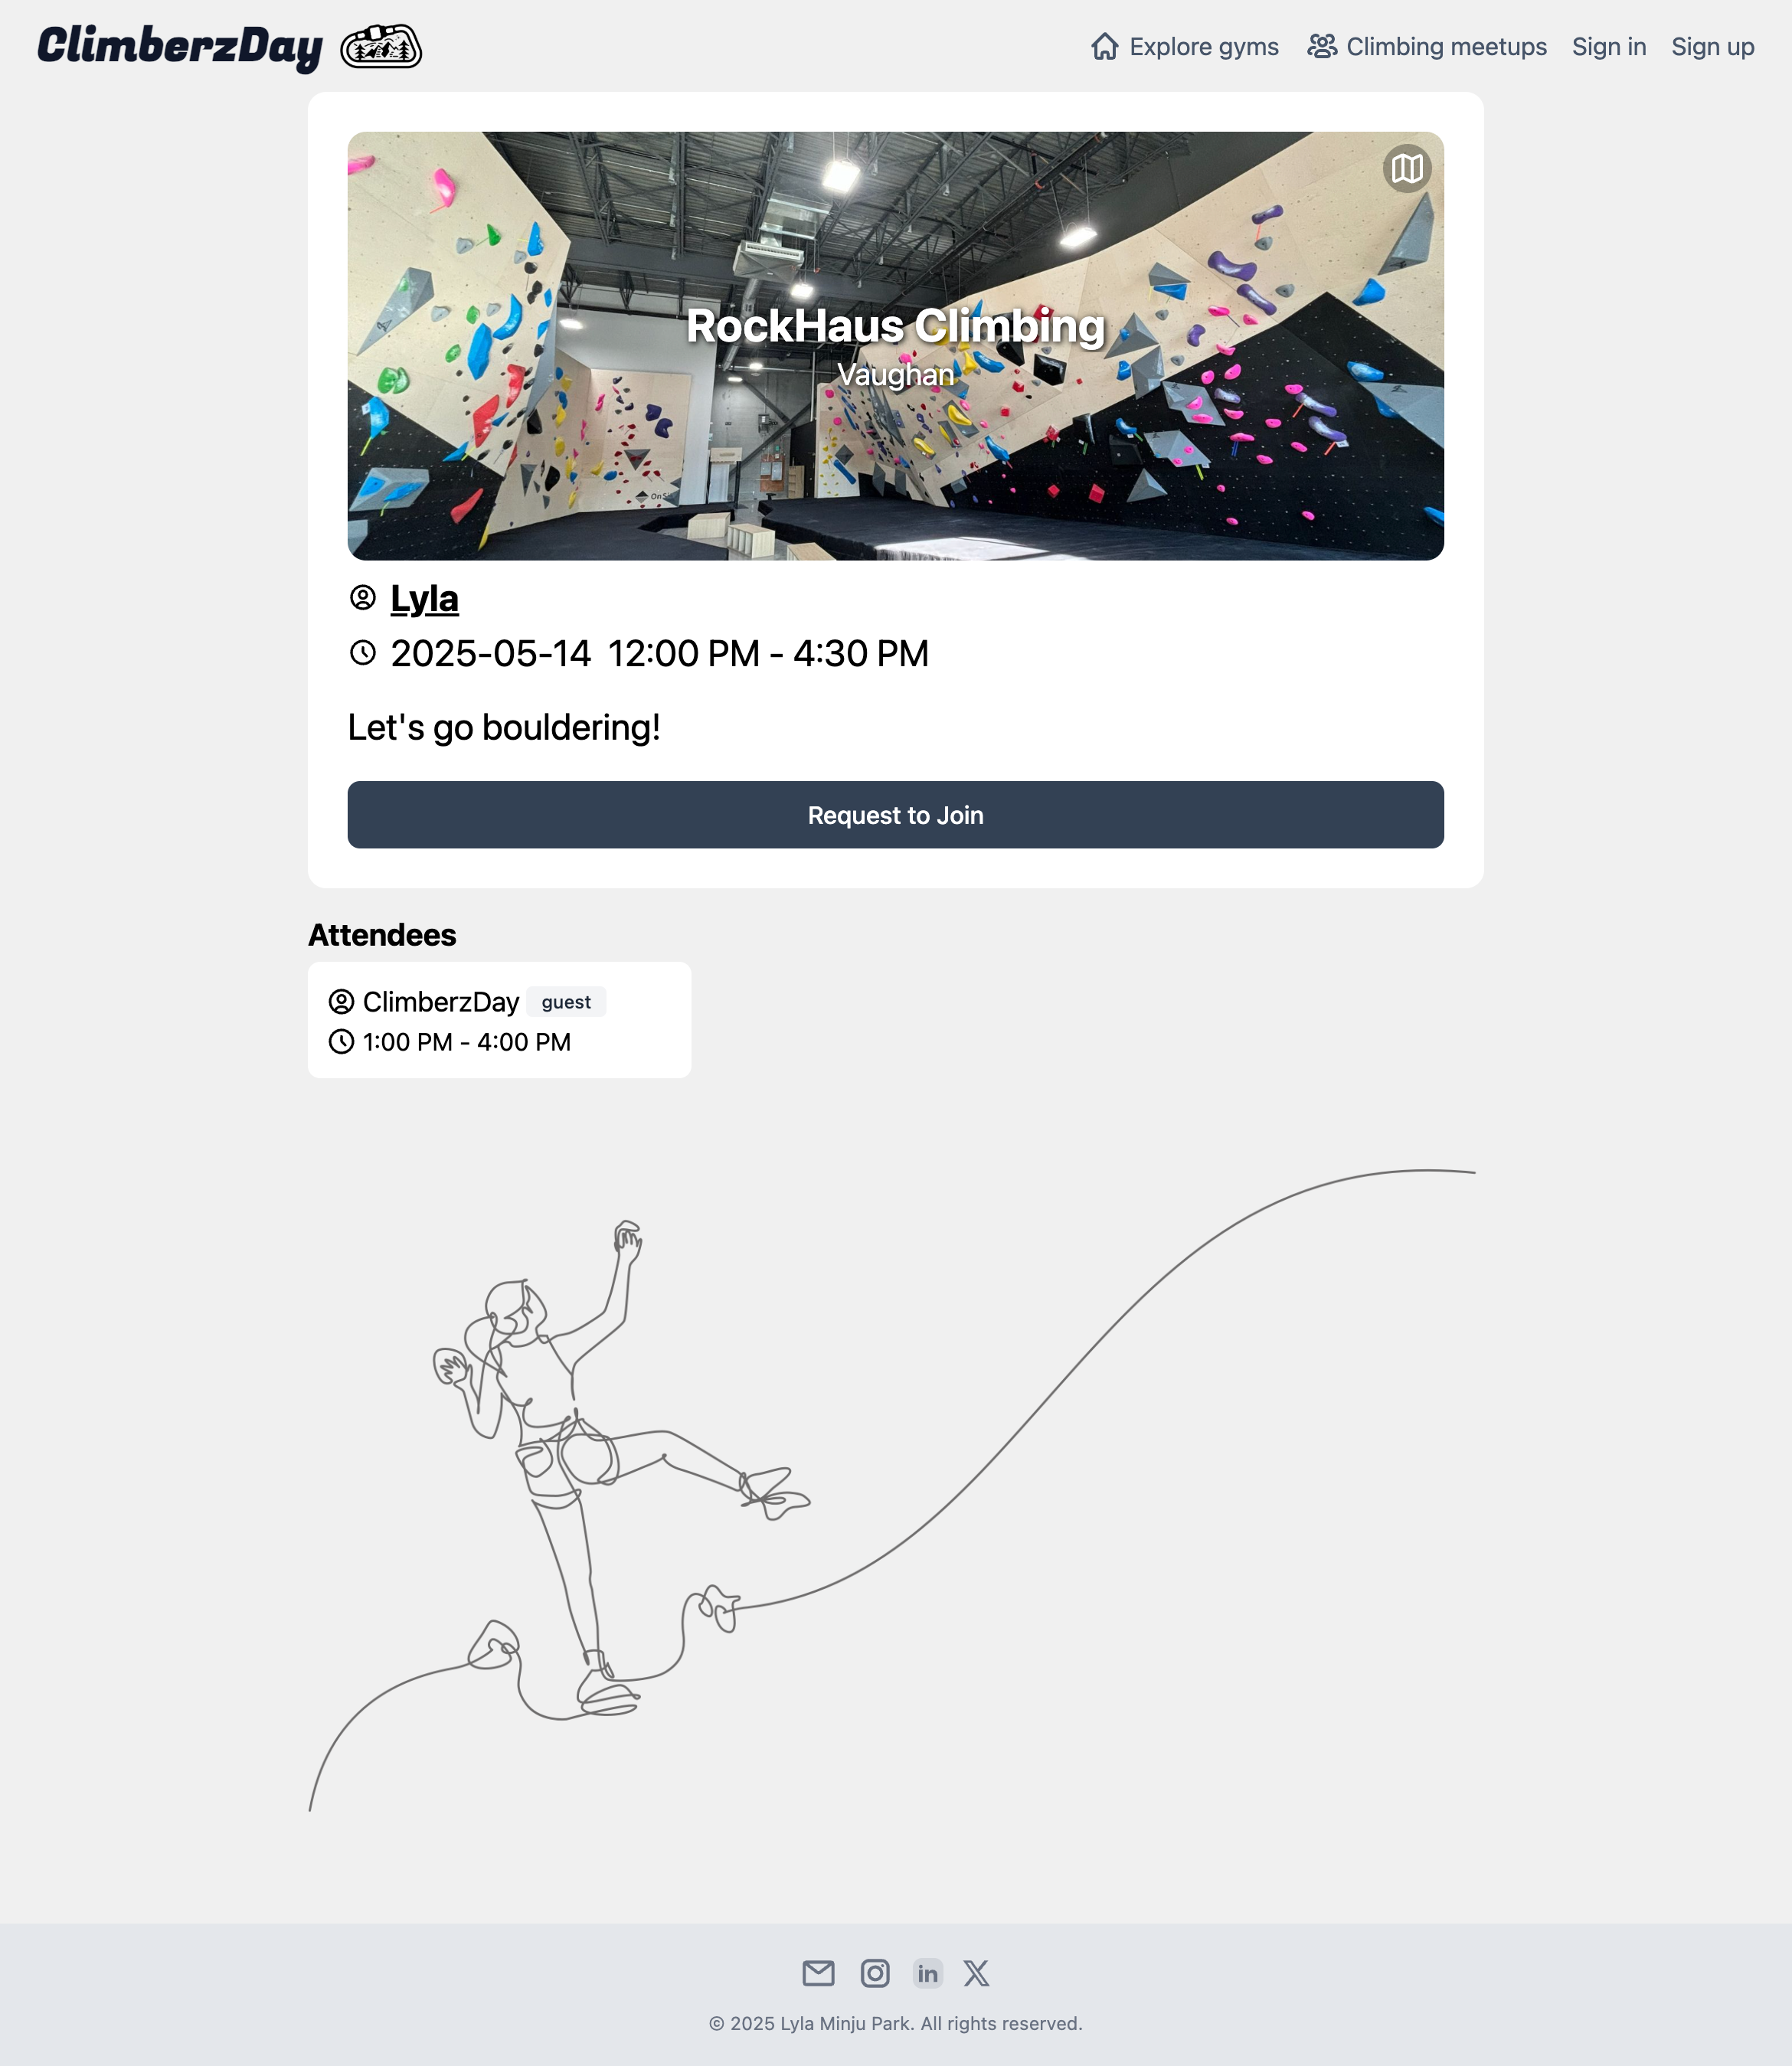 ClimberzDay
Explore gyms
Climbing meetups
Sign in
Sign up
RockHaus Climbing
Vaughan
Lyla
2025-05-14 12:00 PM - 4:30 PM
Let's go bouldering!
Request to Join
Attendees
ClimberzDay guest
1:00 PM - 4:00 PM
in
© 2025 Lyla Minju Park. All rights reserved.